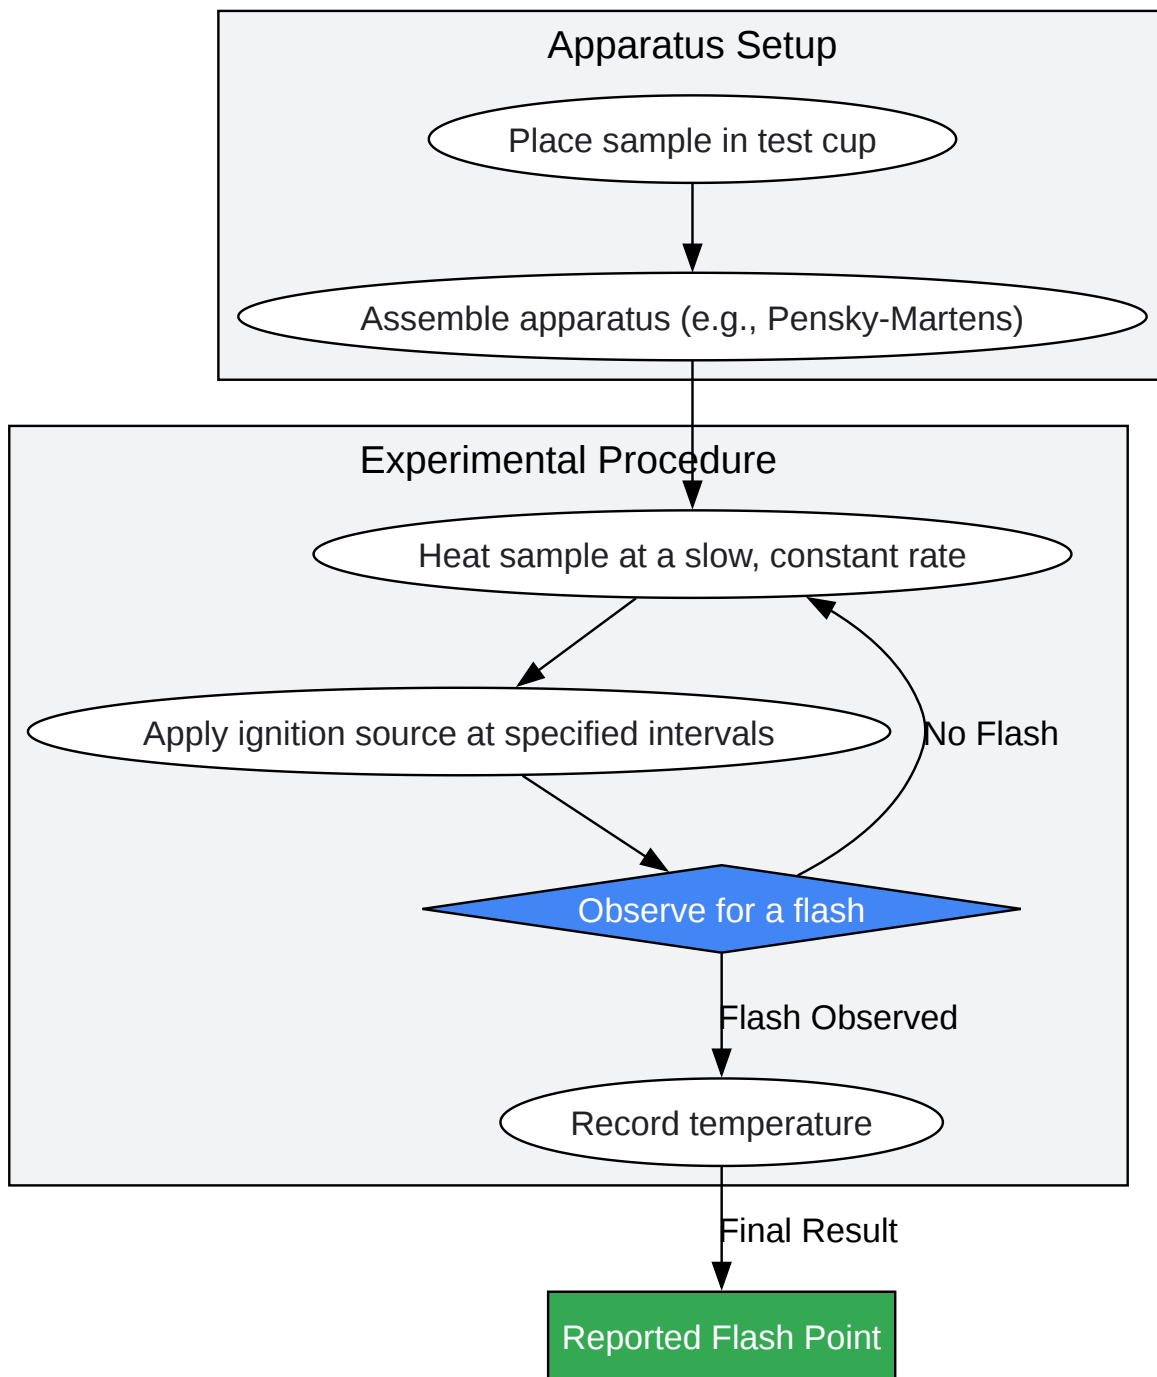 Apparatus Setup
Place sample in test cup
Assemble apparatus (e.g., Pensky-Martens)
Experimental Procedure
Heat sample at a slow, constant rate
Apply ignition source at specified intervals
No Flash
Observe for a flash
Flash Observed
Record temperature
Final Result
Reported Flash Point